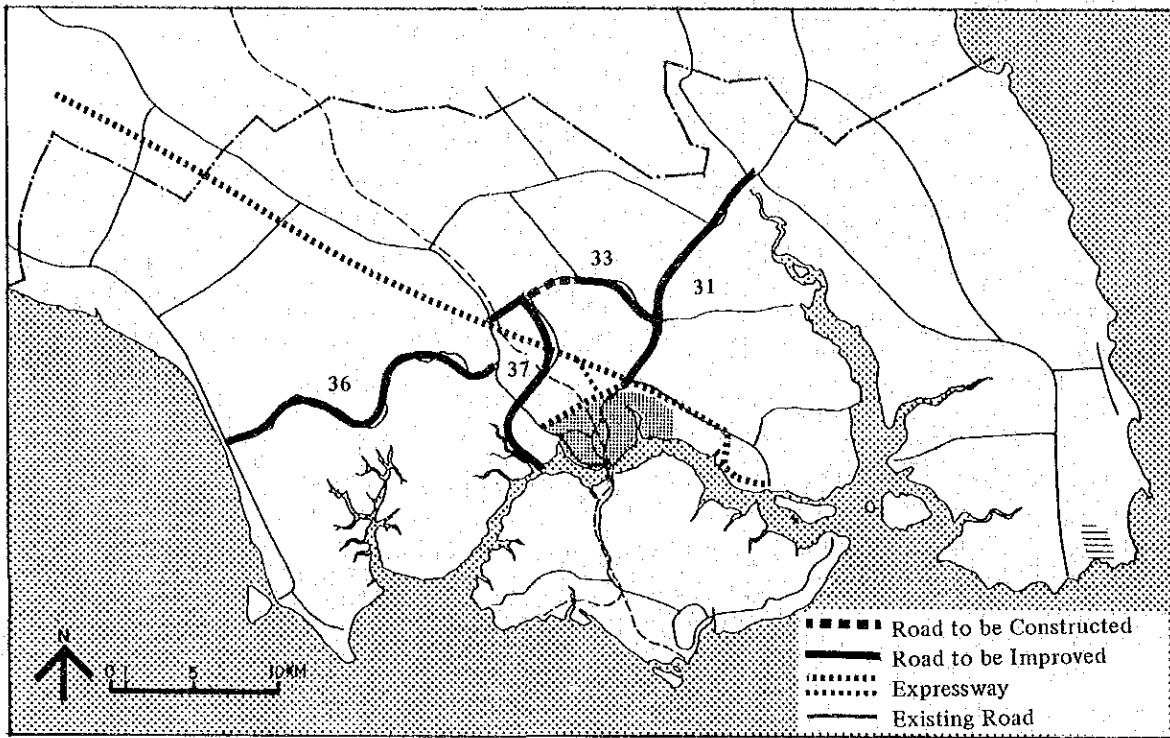 33
31
37
36
N
0 5 10KM
Road to be Constructed
Road to be Improved
Expressway
Existing Road